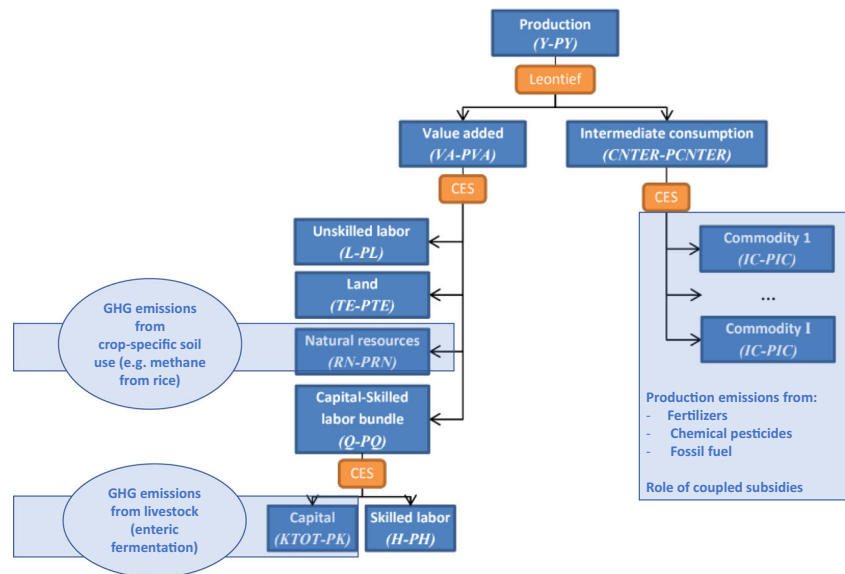 Production
(Y-PY)
Leontief
Value added
(VA-PVA)
Intermediate consumption
(CNTER-PCNTER)
CES
CES
Unskilled labor
(L-PL)
Commodity 1
(IC-PIC)
Land
(TE-PTE)
...
GHG emissions
from
crop-specific soil
use (e.g. methane
from rice)
Natural resources
(RN-PRN)
Commodity I
(IC-PIC)
Capital-Skilled
labor bundle
(Q-PQ)
Production emissions from:
- Fertilizers
- Chemical pesticides
- Fossil fuel
Role of coupled subsidies
CES
GHG emissions
from livestock
(enteric
fermentation)
Capital
(KTOT-PK)
Skilled labor
(H-PH)